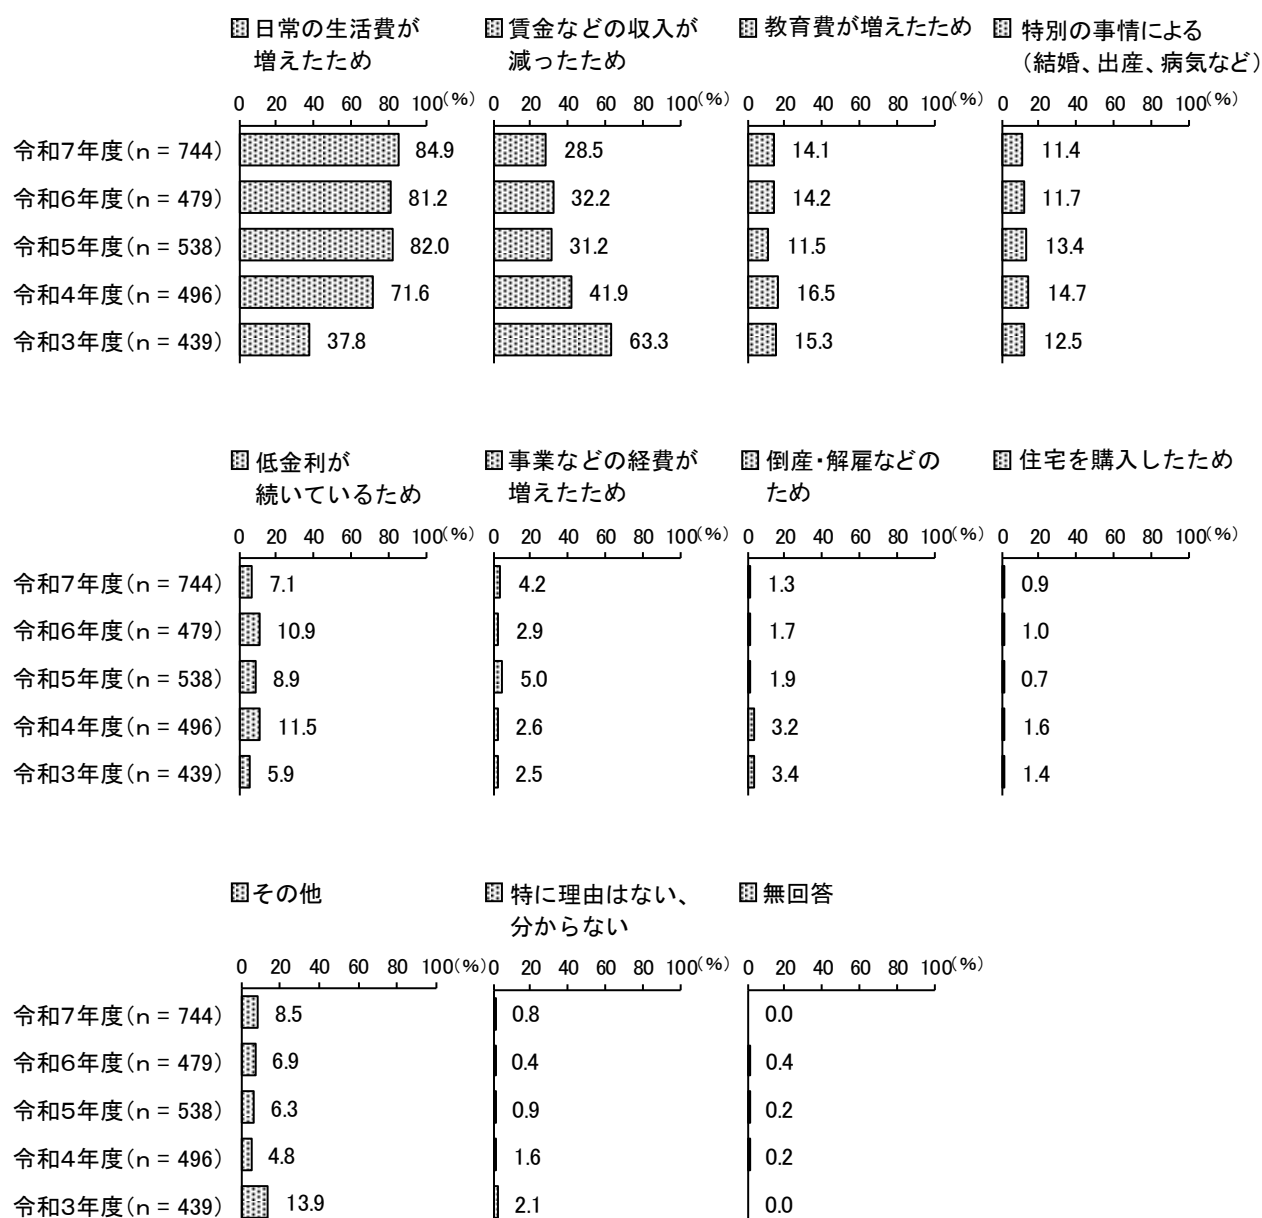 日常の生活費が
増えたため
賃金などの収入が
減ったため
教育費が増えたため
特別の事情による
(結婚、出産、病気など)
0 20 40 60 80 100(%)
0 20 40 60 80 100(%)
0 20 40 60 80 100(%)
0 20 40 60 80 100(%)
令和7年度(n = 744) 84.9 28.5 14.1 11.4
令和6年度(n = 479) 81.2 32.2 14.2 11.7
令和5年度(n = 538) 82.0 31.2 11.5 13.4
令和4年度(n = 496) 71.6 41.9 16.5 14.7
令和3年度(n = 439) 37.8 63.3 15.3 12.5
低金利が
続いているため
事業などの経費が
増えたため
倒産・解雇などの
ため
住宅を購入したため
0 20 40 60 80 100(%)
0 20 40 60 80 100(%)
0 20 40 60 80 100(%)
0 20 40 60 80 100(%)
令和7年度(n = 744) 7.1 4.2 1.3 0.9
令和6年度(n = 479) 10.9 2.9 1.7 1.0
令和5年度(n = 538) 8.9 5.0 1.9 0.7
令和4年度(n = 496) 11.5 2.6 3.2 1.6
令和3年度(n = 439) 5.9 2.5 3.4 1.4
その他
特に理由はない、
分からない
無回答
0 20 40 60 80 100(%)
0 20 40 60 80 100(%)
0 20 40 60 80 100(%)
令和7年度(n = 744) 8.5 0.8 0.0
令和6年度(n = 479) 6.9 0.4 0.4
令和5年度(n = 538) 6.3 0.9 0.2
令和4年度(n = 496) 4.8 1.6 0.2
令和3年度(n = 439) 13.9 2.1 0.0